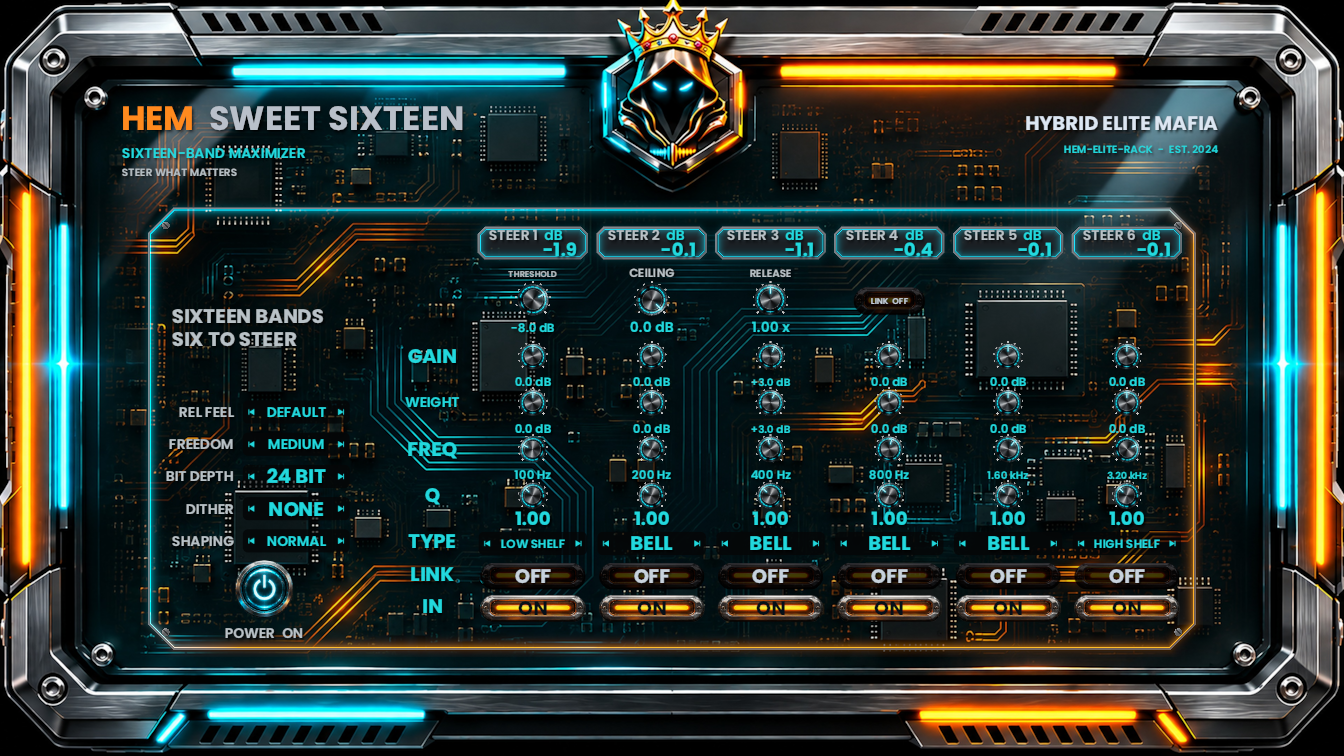 HEM SWEET SIXTEEN
SIXTEEN-BAND MAXIMIZER
STEER WHAT MATTERS
HYBRID ELITE MAFIA
HEM-ELITE-RACK - EST. 2024
STEER 1 dB -1.9
STEER 2 dB -0.1
STEER 3 dB -1.1
STEER 4 dB -0.4
STEER 5 dB -0.1
STEER 6 dB -0.1
THRESHOLD CEILING RELEASE LINK OFF
-8.0 dB 0.0 dB 1.00 x
SIXTEEN BANDS
SIX TO STEER
REL FEEL DEFAULT
FREEDOM MEDIUM
BIT DEPTH 24 BIT
DITHER NONE
SHAPING NORMAL
POWER ON
GAIN 0.0 dB 0.0 dB +3.0 dB 0.0 dB 0.0 dB 0.0 dB
WEIGHT 0.0 dB 0.0 dB +3.0 dB 0.0 dB 0.0 dB 0.0 dB
FREQ 100 Hz 200 Hz 400 Hz 800 Hz 1.60 kHz 3.20 kHz
Q 1.00 1.00 1.00 1.00 1.00 1.00
TYPE LOW SHELF BELL BELL BELL BELL HIGH SHELF
LINK OFF OFF OFF OFF OFF OFF
IN ON ON ON ON ON ON